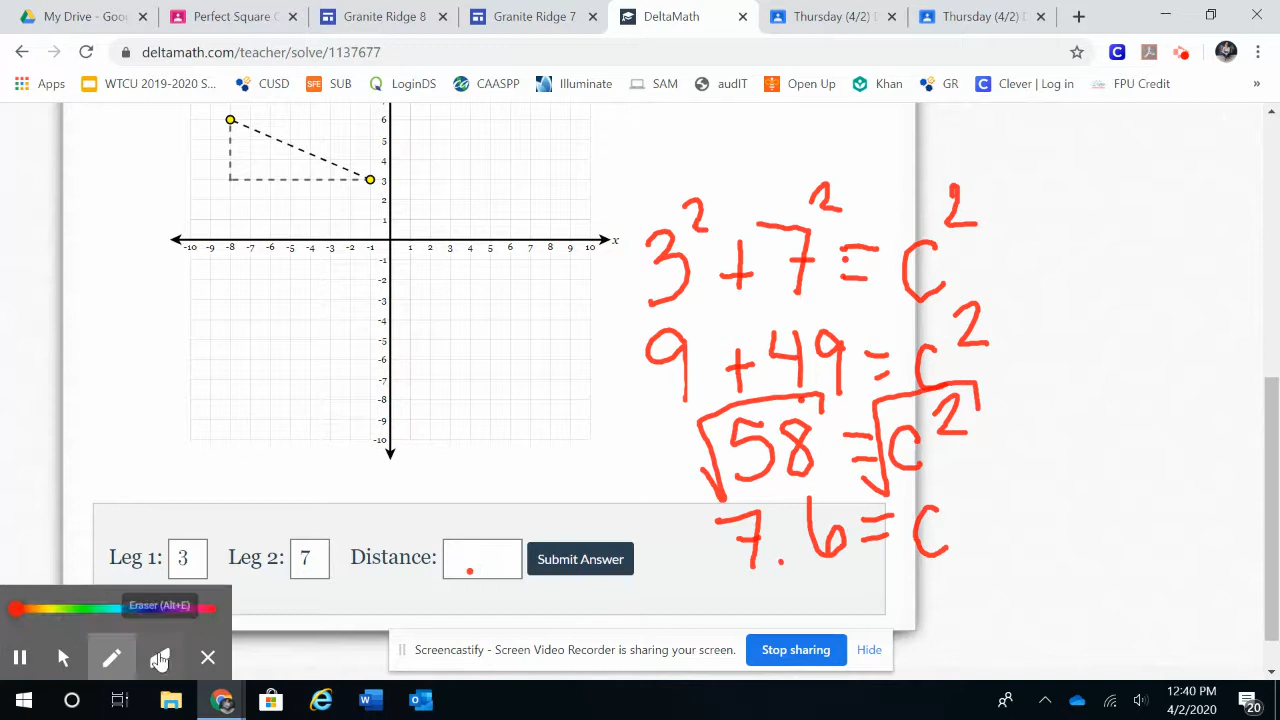 My Drive - Goo
Perfect Square C
Granite Ridge 8
Granite Ridge 7
DeltaMath
Thursday (4/2)
Thursday (4/2) D
deltamath.com/teacher/solve/1137677
Apps
WTCU 2019-2020 S...
CUSD
SFE SUB
LoginDS
CAASPP
Illuminate
SAM
audIT
Open Up
Khan
GR
Clever | Log in
FPU Credit
»
6
5
4
3
2
1
-10 -9 -8 -7 -6 -5 -4 -3 -2 -1 1 2 3 4 5 6 7 8 9 10 x
-1
-2
-3
-4
-5
-6
-7
-8
-9
-10
3² + 7² = c²
9 + 49 = c²
√58 = √c²
7.6 = c
Leg 1: 3 Leg 2: 7 Distance: Submit Answer
Eraser (Alt+E)
Screencastify - Screen Video Recorder is sharing your screen. Stop sharing Hide
12:40 PM
4/2/2020
20